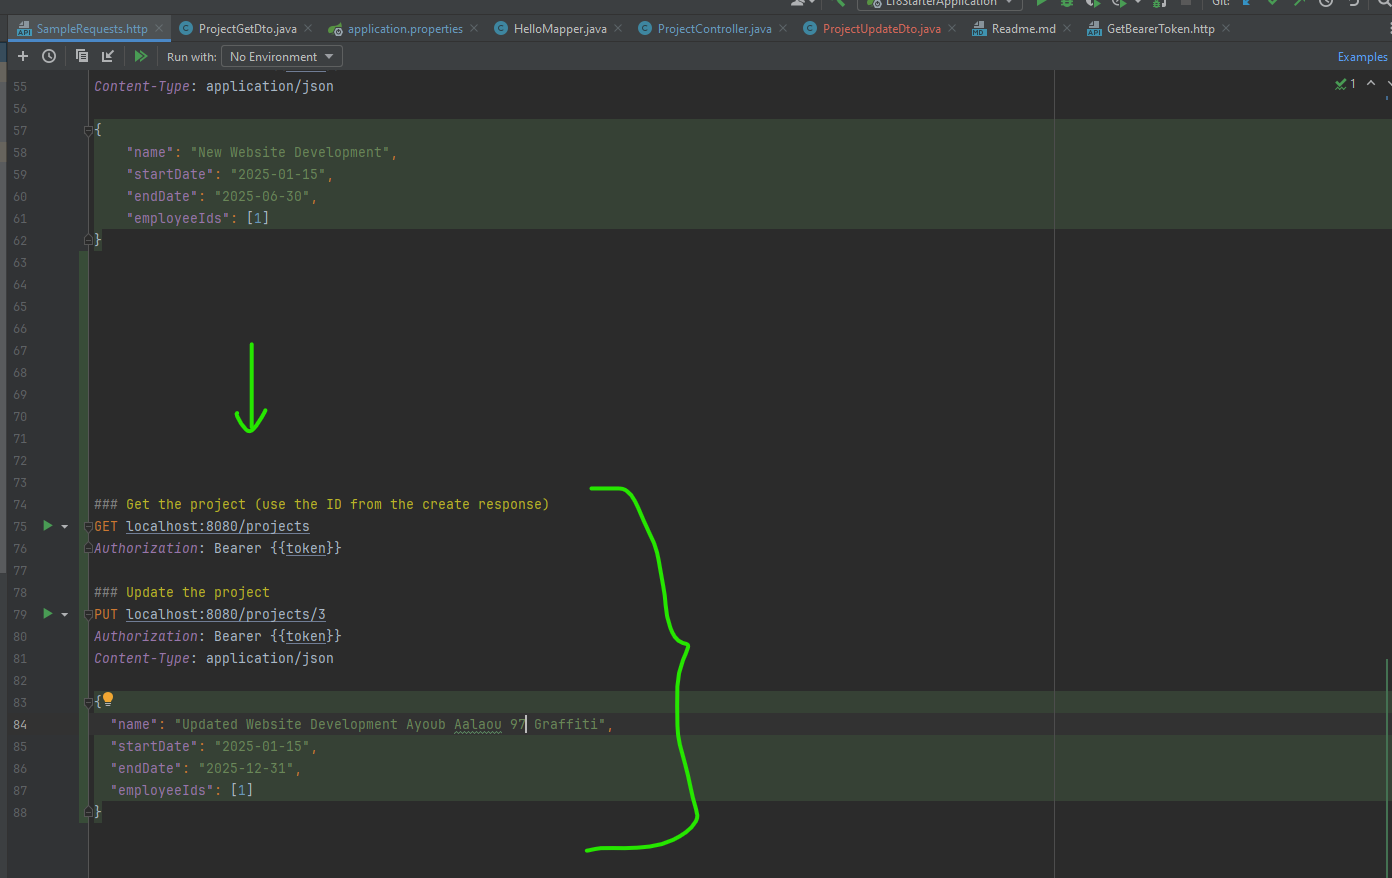 LfsStarterApplication Git:
SampleRequests.http ProjectGetDto.java application.properties HelloMapper.java ProjectController.java ProjectUpdateDto.java Readme.md GetBearerToken.http
Run with: No Environment Examples
55 Content-Type: application/json 1
56
57 {
58 "name": "New Website Development",
59 "startDate": "2025-01-15",
60 "endDate": "2025-06-30",
61 "employeeIds": [1]
62 }
63
64
65
66
67
68
69
70
71
72
73
74 ### Get the project (use the ID from the create response)
75 GET localhost:8080/projects
76 Authorization: Bearer {{token}}
77
78 ### Update the project
79 PUT localhost:8080/projects/3
80 Authorization: Bearer {{token}}
81 Content-Type: application/json
82
83 {
84 "name": "Updated Website Development Ayoub Aalaou 97 Graffiti",
85 "startDate": "2025-01-15",
86 "endDate": "2025-12-31",
87 "employeeIds": [1]
88 }